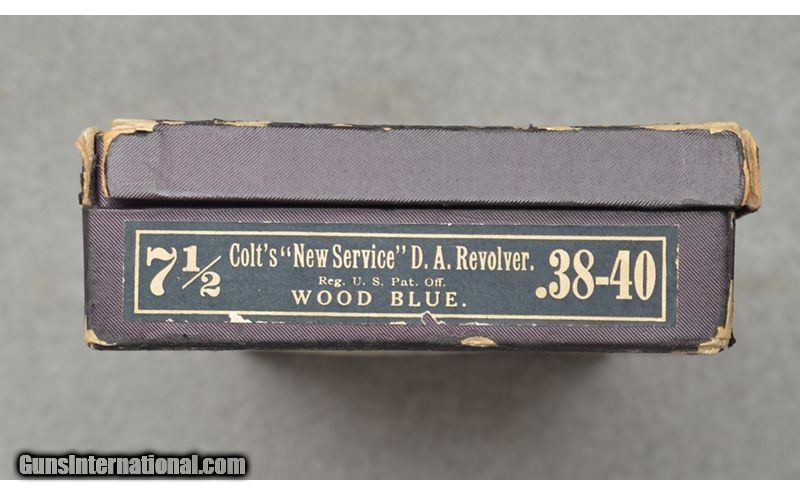 7½ Colt's "New Service" D. A. Revolver. .38-40
Reg. U. S. Pat. Off.
WOOD BLUE.
GunsInternational.com